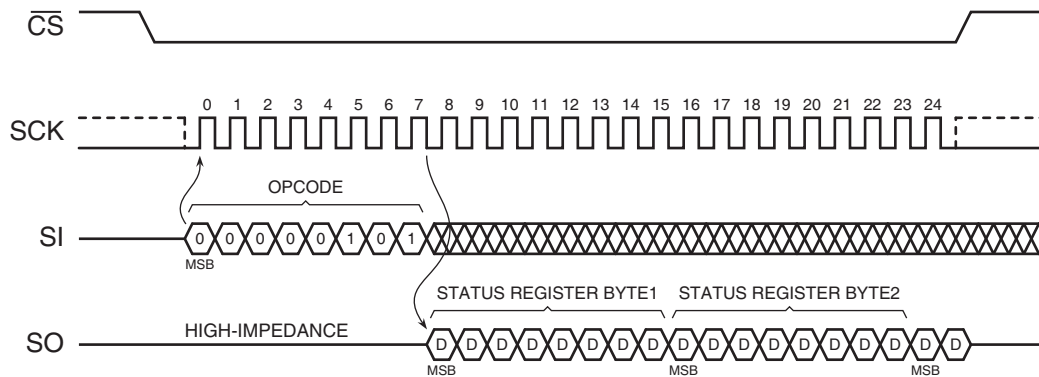 CS
0 1 2 3 4 5 6 7 8 9 10 11 12 13 14 15 16 17 18 19 20 21 22 23 24
SCK
OPCODE
SI 0 0 0 0 0 1 0 1
MSB
STATUS REGISTER BYTE1 STATUS REGISTER BYTE2
HIGH-IMPEDANCE
SO D D D D D D D D D D D D D D D D D D
MSB MSB MSB